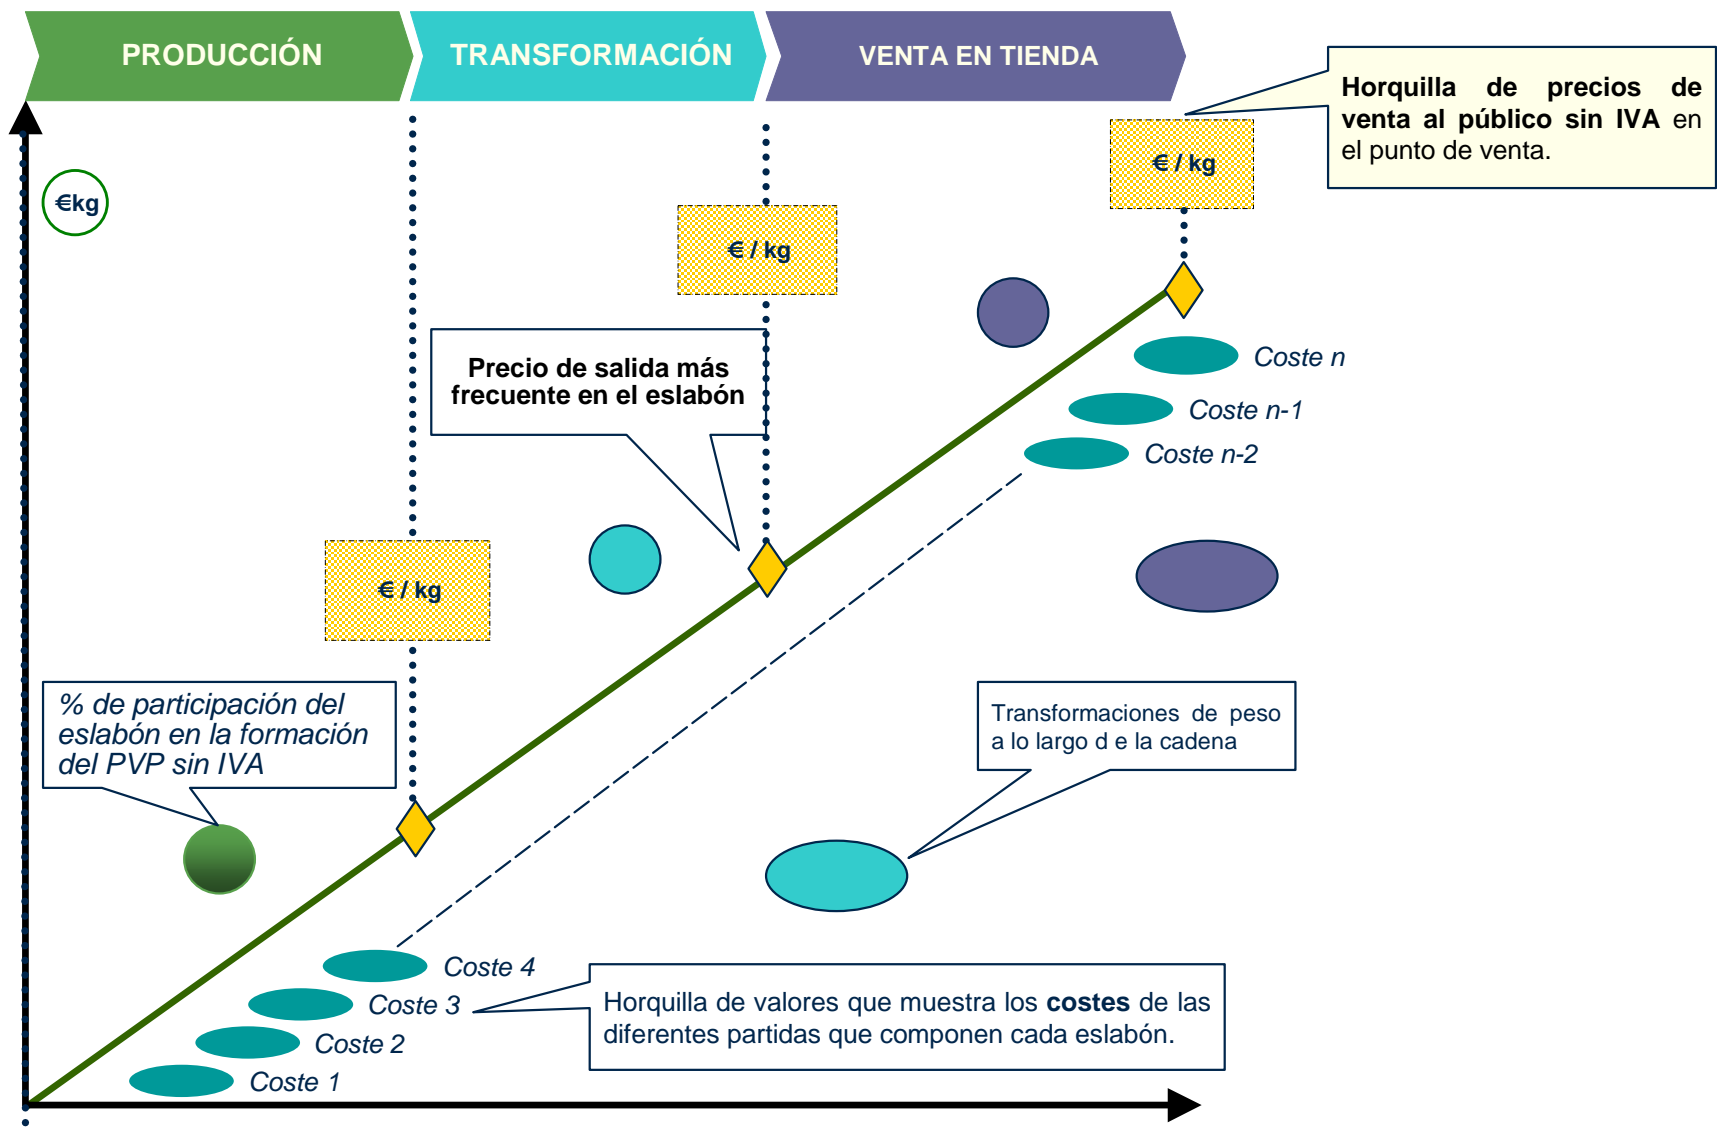 PRODUCCIÓN
TRANSFORMACIÓN
VENTA EN TIENDA
Horquilla de precios de
venta al público sin IVA en
el punto de venta.
€ / kg
€kg
€ / kg
Precio de salida más
frecuente en el eslabón
Coste n
Coste n-1
Coste n-2
€ / kg
% de participación del
eslabón en la formación
del PVP sin IVA
Transformaciones de peso
a lo largo d e la cadena
Coste 4
Coste 3
Coste 2
Coste 1
Horquilla de valores que muestra los costes de las
diferentes partidas que componen cada eslabón.